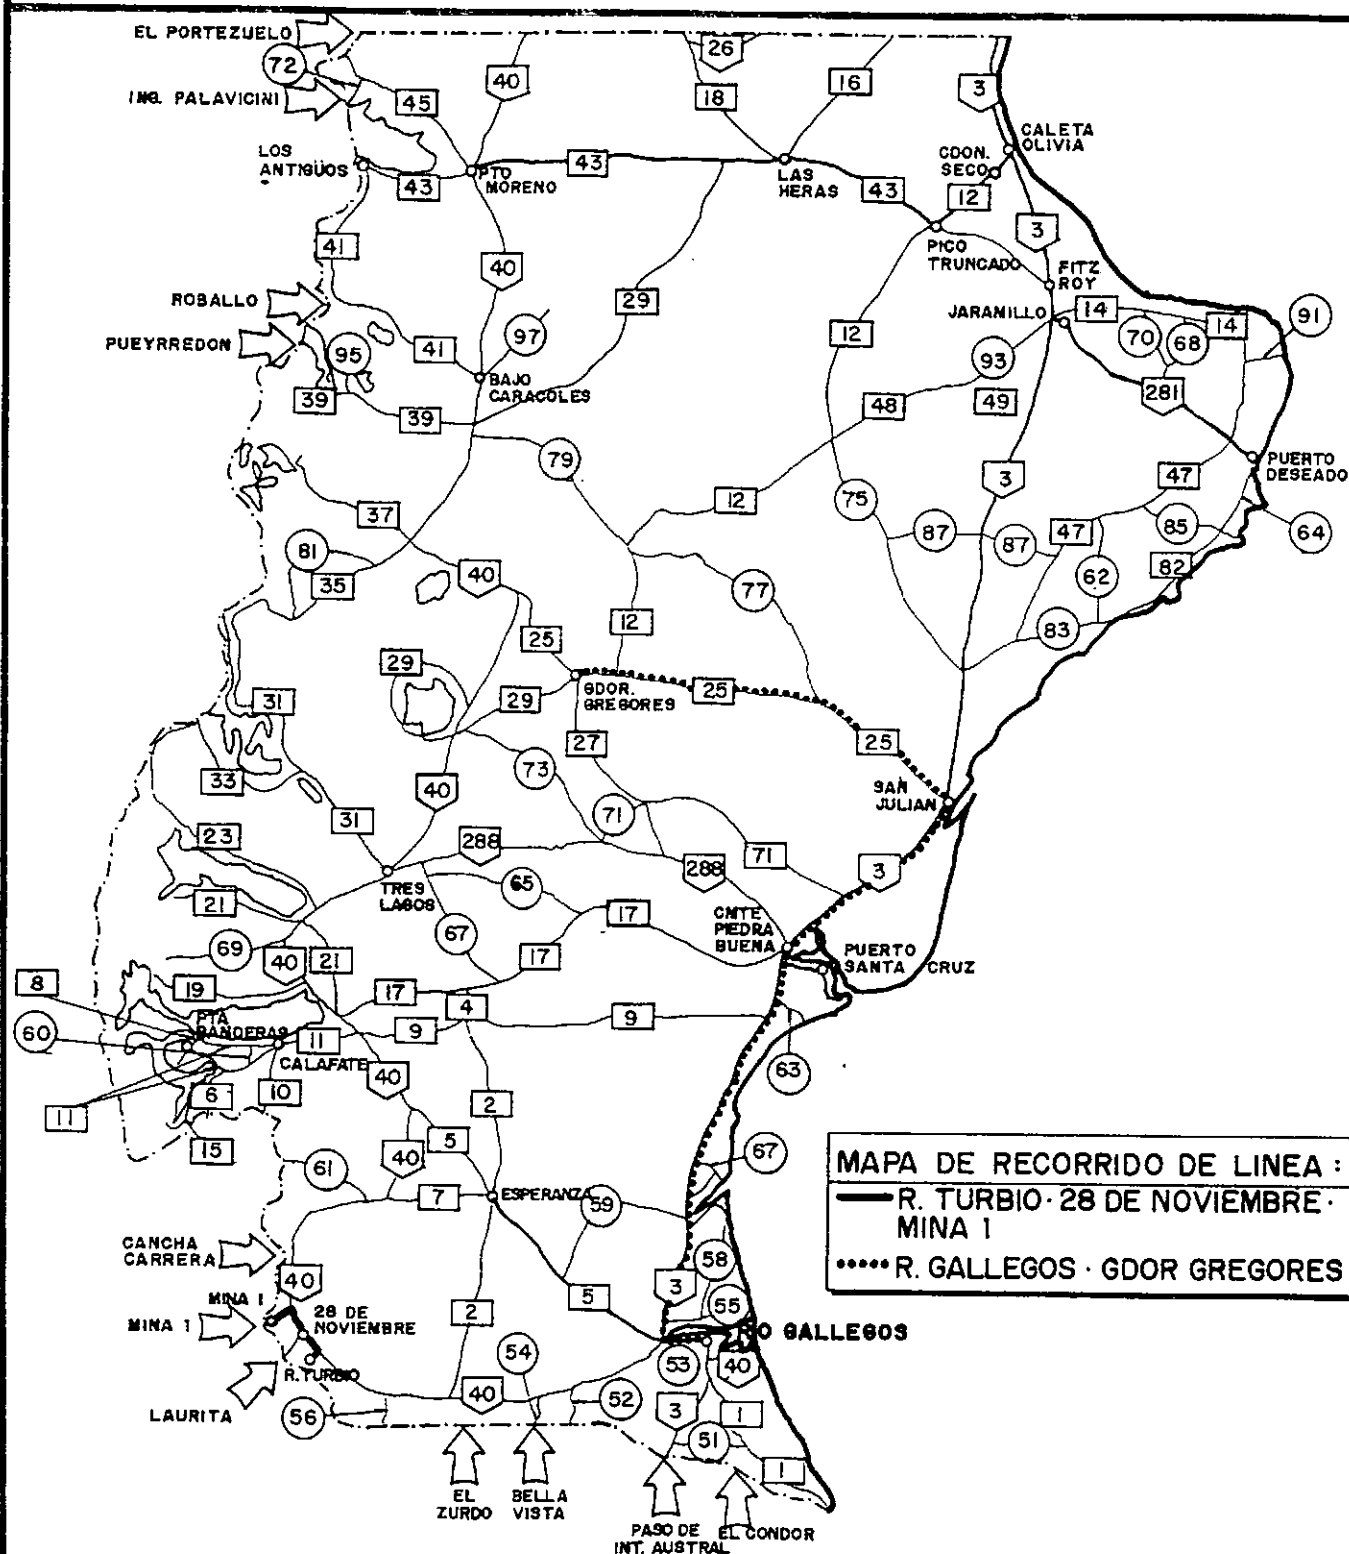 EL PORTEZUELO
72
26
40
16
3
ING. PALAVICINI
45
18
CALETA
OLIVIA
LOS
ANTIGÜOS
43
CDON.
SECO
PTO
MORENO
43
LAS
HERAS
43
12
41
40
PICO
TRUNCADO
3
FITZ
ROY
ROBALLO
29
JARAMILLO
14
14
91
PUEYRREDON
95
41
97
12
93
70
68
BAJO
CARACOLES
39
39
48
49
281
79
PUERTO
DESEADO
3
47
37
12
75
87
87
47
85
64
81
35
40
77
62
82
12
25
83
29
GDOR.
GREGORES
25
31
29
27
25
33
73
40
SAN
JULIAN
31
71
23
288
71
3
288
TRES
LAGOS
65
21
17
CMTE
PIEDRA
BUENA
67
69
40
21
17
PUERTO
SANTA CRUZ
8
19
17
4
PTA
BANDERAS
9
9
60
11
CALAFATE
40
63
11
6
10
2
15
5
61
40
67
7
ESPERANZA
59
MAPA DE RECORRIDO DE LINEA :
R. TURBIO · 28 DE NOVIEMBRE ·
MINA 1
R. GALLEGOS · GDOR GREGORES
CANCHA
CARRERA
58
40
3
MINA 1
5
55
28 DE
NOVIEMBRE
2
MINA 1
RIO GALLEGOS
54
53
40
R. TURBIO
40
52
LAURITA
56
3
1
51
1
EL
ZURDO
BELLA
VISTA
PASO DE
INT. AUSTRAL
EL CONDOR